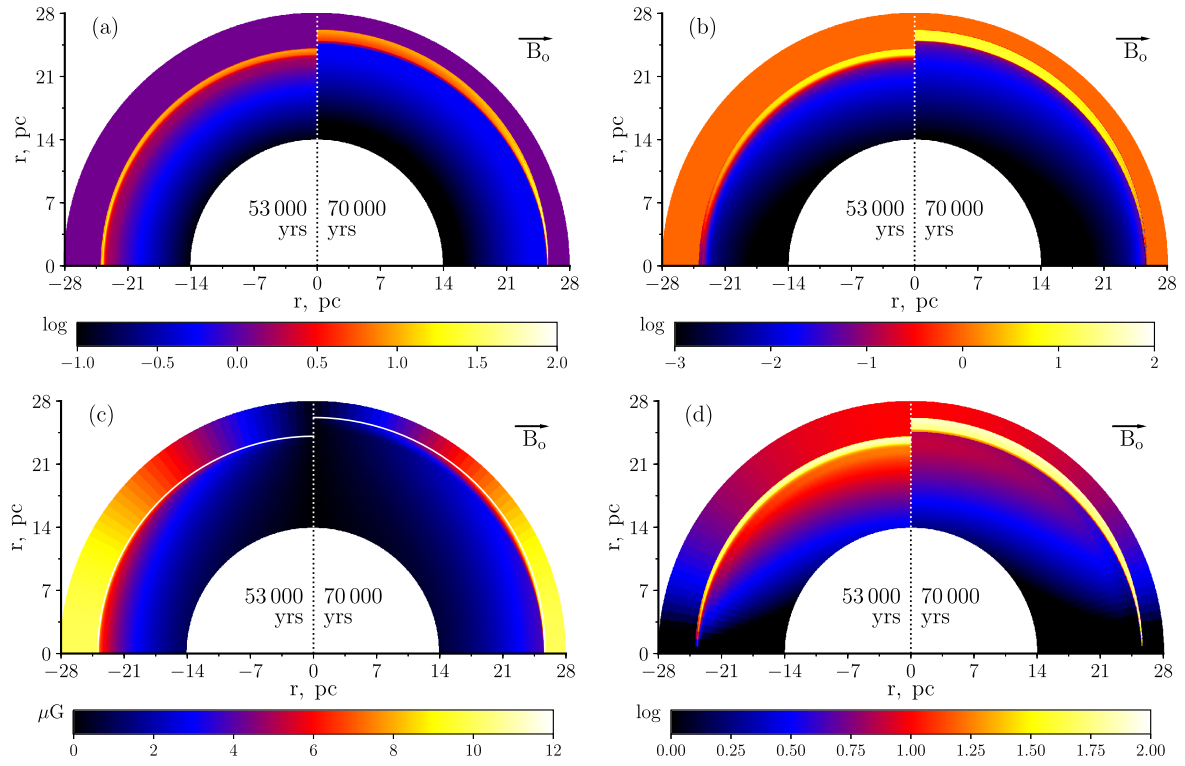 (a)
B₀
r, pc
28
21
14
7
0
53 000 yrs
70 000 yrs
−28 −21 −14 −7 0 7 14 21 28
r, pc
log
−1.0 −0.5 0.0 0.5 1.0 1.5 2.0
(b)
B₀
r, pc
28
21
14
7
0
53 000 yrs
70 000 yrs
−28 −21 −14 −7 0 7 14 21 28
r, pc
log
−3 −2 −1 0 1 2
(c)
B₀
r, pc
28
21
14
7
0
53 000 yrs
70 000 yrs
−28 −21 −14 −7 0 7 14 21 28
r, pc
μG
0 2 4 6 8 10 12
(d)
B₀
r, pc
28
21
14
7
0
53 000 yrs
70 000 yrs
−28 −21 −14 −7 0 7 14 21 28
r, pc
log
0.00 0.25 0.50 0.75 1.00 1.25 1.50 1.75 2.00